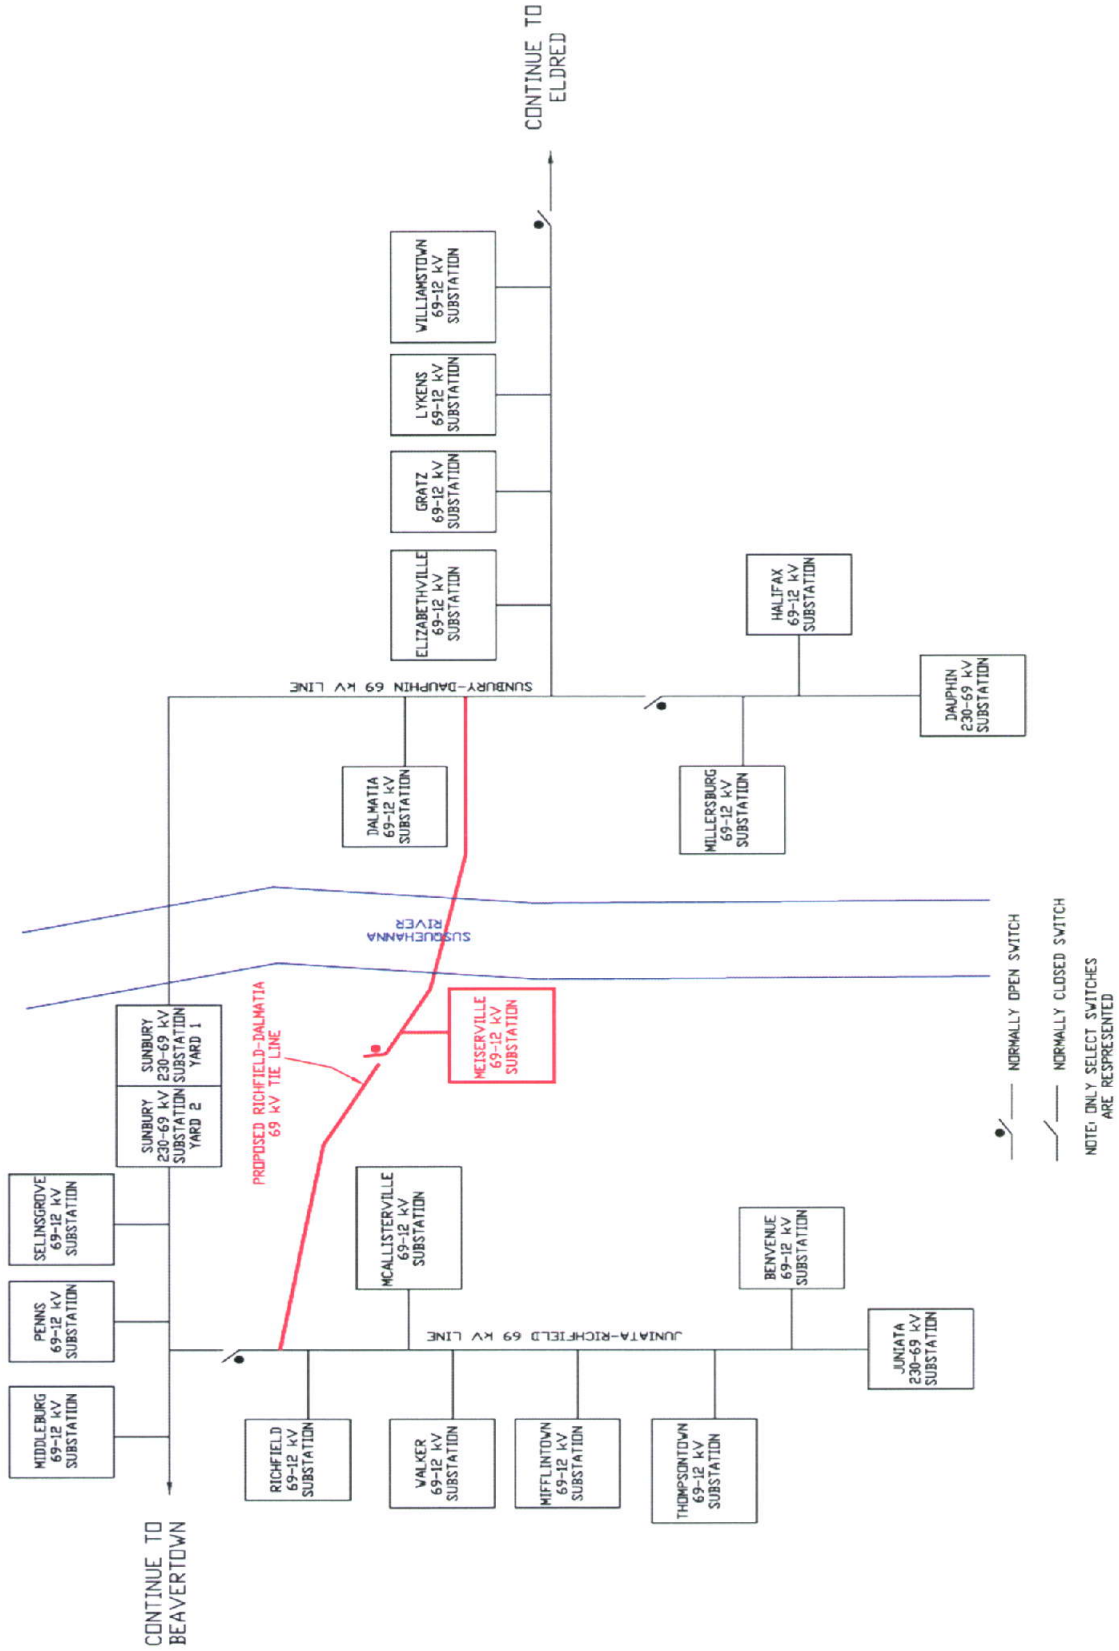 CONTINUE TO
BEAVERTOWN
MIDDLEBURG
69-12 kV
SUBSTATION
PENNS
69-12 kV
SUBSTATION
SELINSGROVE
69-12 kV
SUBSTATION
SUNBURY
230-69 kV
SUBSTATION
YARD 2
SUNBURY
230-69 kV
SUBSTATION
YARD 1
RICHFIELD
69-12 kV
SUBSTATION
PROPOSED RICHFIELD-DALMATIA
69 kV TIE LINE
SUSQUEHANNA
RIVER
DALMATIA
69-12 kV
SUBSTATION
SUNBURY-DAUPHIN 69 kV LINE
ELIZABETHVILLE
69-12 kV
SUBSTATION
GRATZ
69-12 kV
SUBSTATION
LYKENS
69-12 kV
SUBSTATION
WILLIAMSTOWN
69-12 kV
SUBSTATION
CONTINUE TO
ELDRED
WALKER
69-12 kV
SUBSTATION
MCALLISTERVILLE
69-12 kV
SUBSTATION
MEISERVILLE
69-12 kV
SUBSTATION
MIFFLINTOWN
69-12 kV
SUBSTATION
JUNIATA-RICHFIELD 69 kV LINE
THOMPSONTOWN
69-12 kV
SUBSTATION
BENVENUE
69-12 kV
SUBSTATION
JUNIATA
230-69 kV
SUBSTATION
MILLERSBURG
69-12 kV
SUBSTATION
HALIFAX
69-12 kV
SUBSTATION
DAUPHIN
230-69 kV
SUBSTATION
NORMALLY OPEN SWITCH
NORMALLY CLOSED SWITCH
NOTE: ONLY SELECT SWITCHES
ARE RESPRESENTED